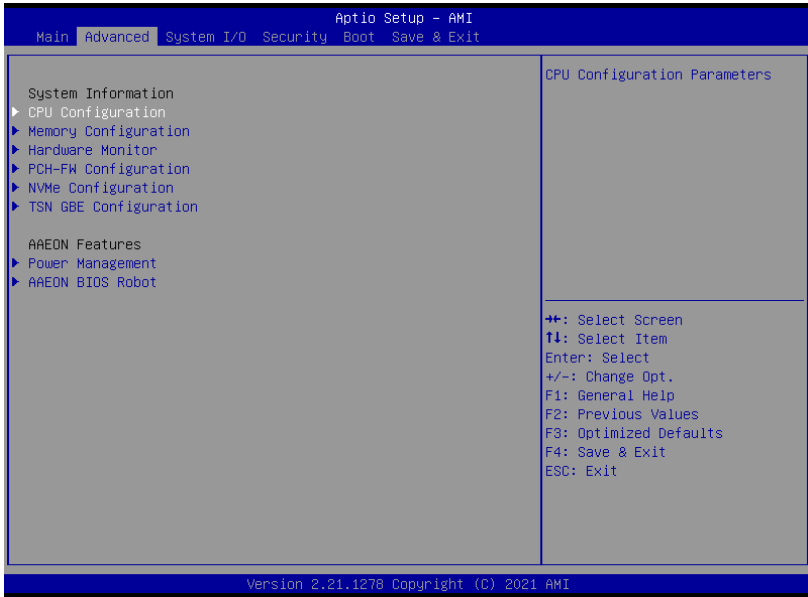 Aptio Setup – AMI
Main Advanced System I/O Security Boot Save & Exit
System Information
CPU Configuration
Memory Configuration
Hardware Monitor
PCH-FW Configuration
NVMe Configuration
TSN GBE Configuration
AAEON Features
Power Management
AAEON BIOS Robot
CPU Configuration Parameters
→←: Select Screen
↑↓: Select Item
Enter: Select
+/-: Change Opt.
F1: General Help
F2: Previous Values
F3: Optimized Defaults
F4: Save & Exit
ESC: Exit
Version 2.21.1278 Copyright (C) 2021 AMI